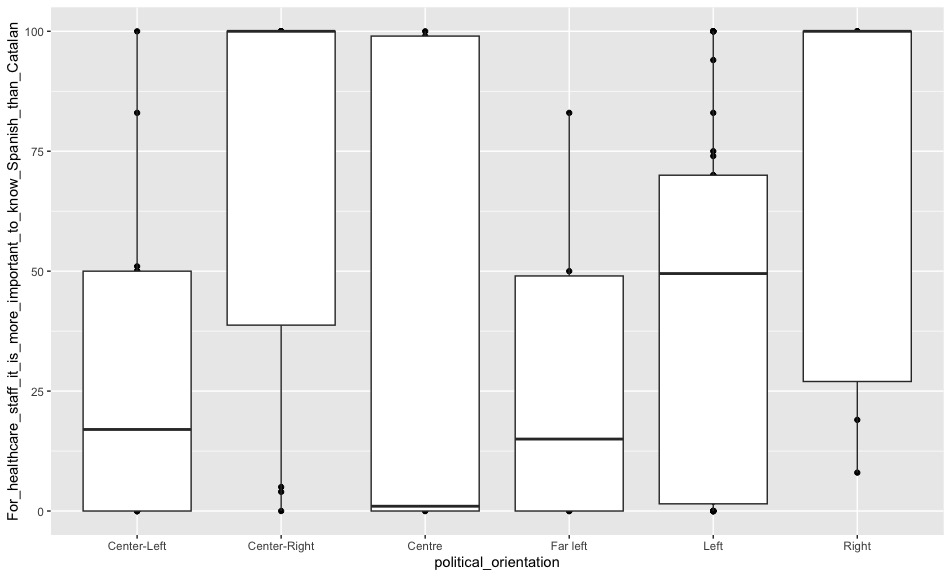 For_healthcare_staff_it_is_more_important_to_know_Spanish_than_Catalan
100
75
50
25
0
Center-Left Center-Right Centre Far left Left Right
political_orientation